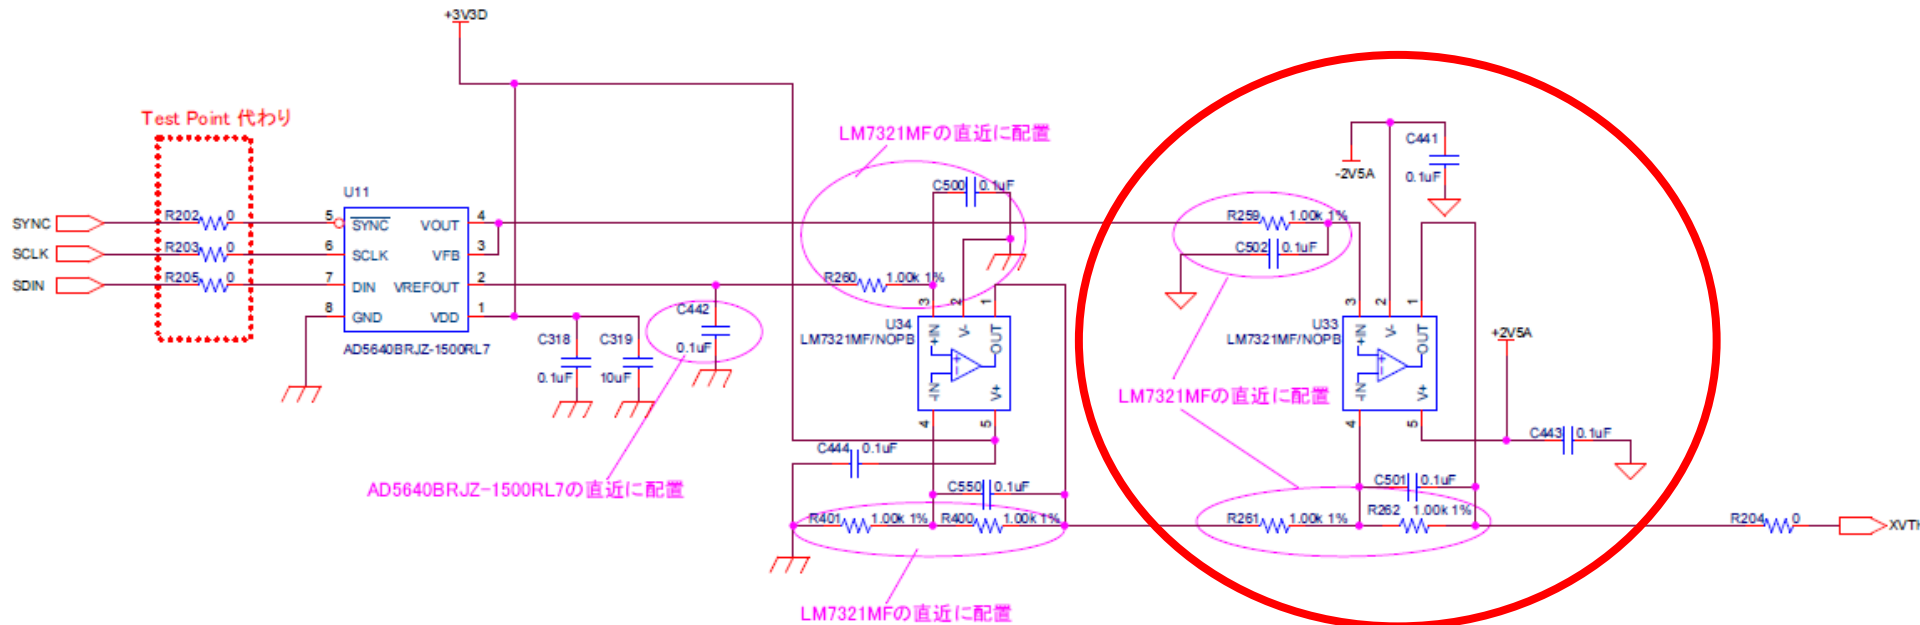 +3V3D
Test Point 代わり
LM7321MFの直近に配置
C441
0.1uF
-2V5A
U11
C500 0.1uF
SYNC
R202 0
5
SYNC
VOUT
4
R259 1.00k 1%
SCLK
R203 0
6
SCLK
VFB
3
C502 0.1uF
SDIN
R205 0
7
DIN
VREFOUT
2
R260 1.00k 1%
8
GND
VDD
1
AD5640BRJZ-1500RL7
C318
0.1uF
C319
10uF
C442
0.1uF
3
2
1
U34
LM7321MF/NOPB
+IN
V-
OUT
-IN
V+
4
5
3
2
1
U33
LM7321MF/NOPB
+IN
V-
OUT
-IN
V+
4
5
+2V5A
LM7321MFの直近に配置
C443 0.1uF
C444 0.1uF
AD5640BRJZ-1500RL7の直近に配置
C550 0.1uF
C501 0.1uF
R401 1.00k 1%
R400 1.00k 1%
R261 1.00k 1%
R262 1.00k 1%
R204 0
LM7321MFの直近に配置